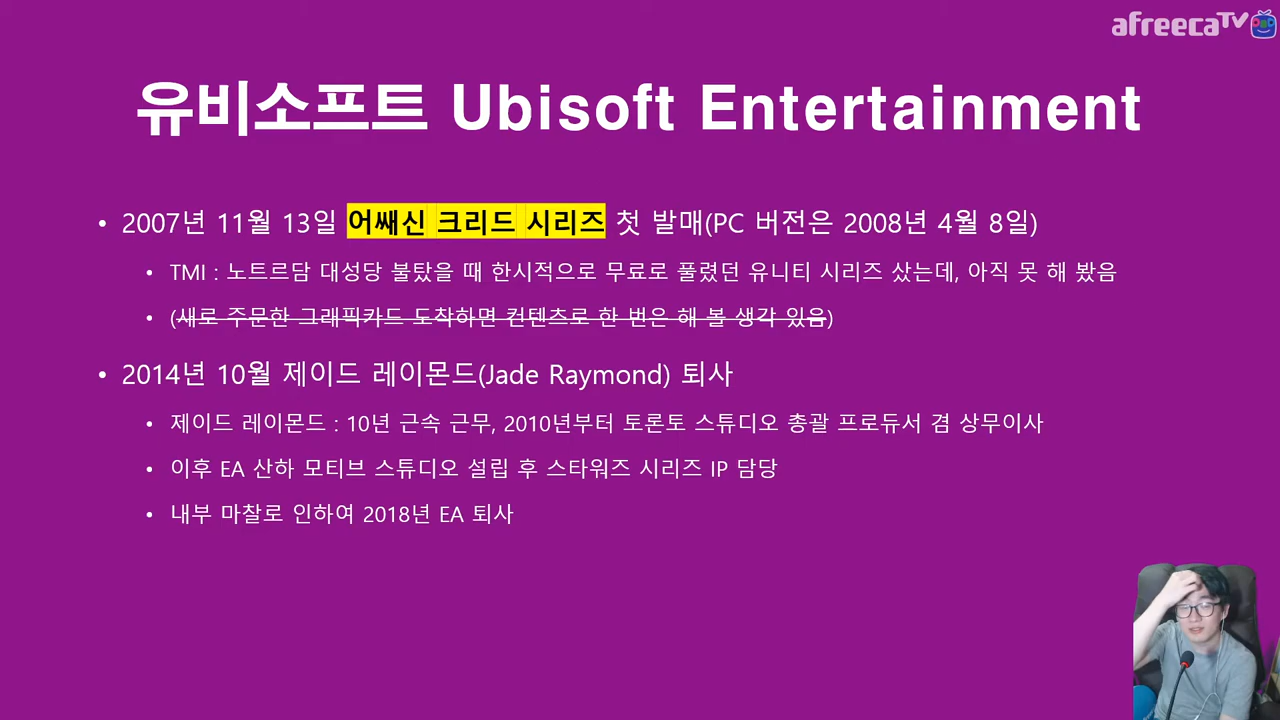 afreecaTV
유비소프트 Ubisoft Entertainment
• 2007년 11월 13일 어쌔신 크리드 시리즈 첫 발매(PC 버전은 2008년 4월 8일)
• TMI : 노트르담 대성당 불탔을 때 한시적으로 무료로 풀렸던 유니티 시리즈 샀는데, 아직 못 해 봤음
• (새로 주문한 그래픽카드 도착하면 컨텐츠로 한 번은 해 볼 생각 있음)
• 2014년 10월 제이드 레이몬드(Jade Raymond) 퇴사
• 제이드 레이몬드 : 10년 근속 근무, 2010년부터 토론토 스튜디오 총괄 프로듀서 겸 상무이사
• 이후 EA 산하 모티브 스튜디오 설립 후 스타워즈 시리즈 IP 담당
• 내부 마찰로 인하여 2018년 EA 퇴사